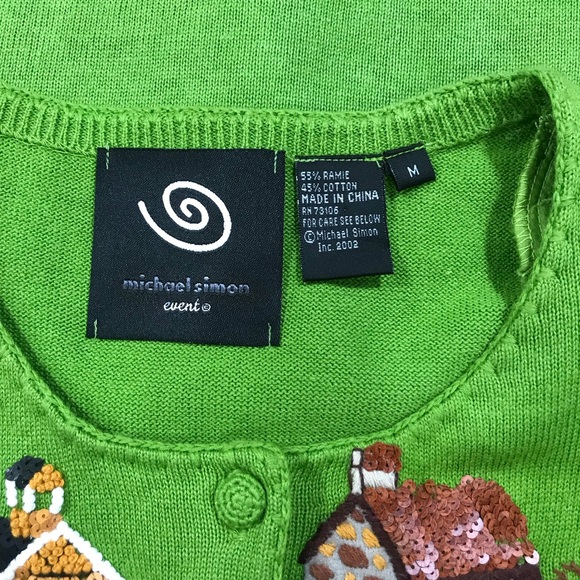 michael simon
event©
55% RAMIE
45% COTTON
MADE IN CHINA
RN 73106
FOR CARE SEE BELOW
©Michael Simon
Inc. 2002
M